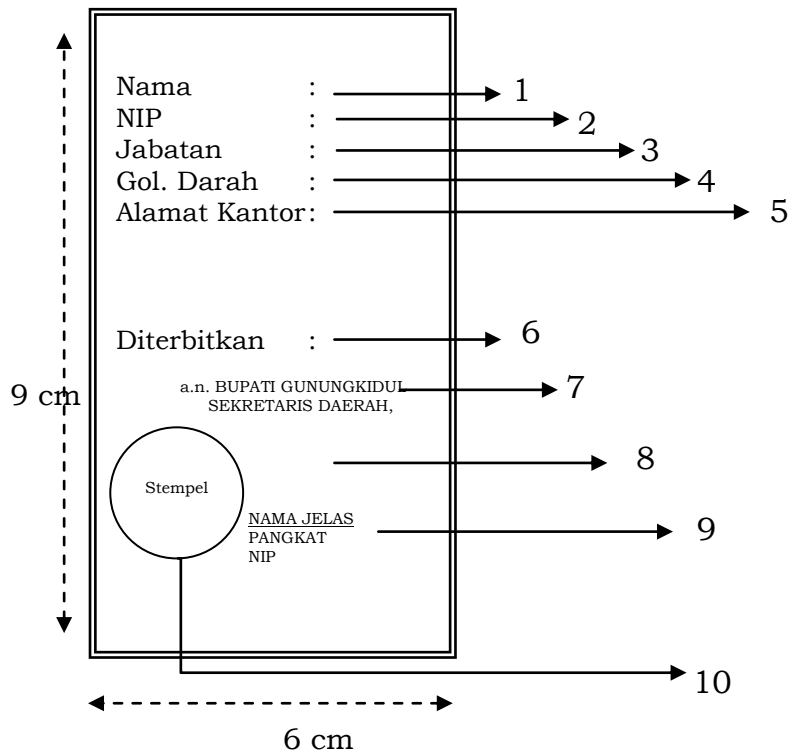 Nama : 1
NIP : 2
Jabatan : 3
Gol. Darah : 4
Alamat Kantor: 5
Diterbitkan : 6
a.n. BUPATI GUNUNGKIDUL 7
SEKRETARIS DAERAH,
9 cm
8
Stempel
NAMA JELAS 9
PANGKAT
NIP
10
6 cm